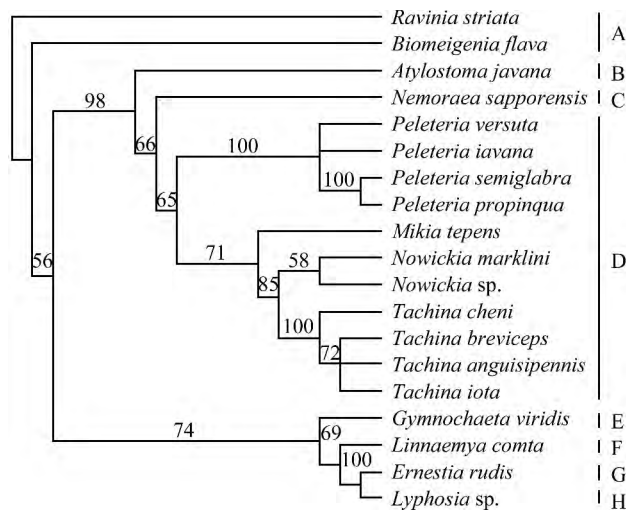 Ravinia striata
A
Biomeigenia flava
Atylostoma javana B
98
Nemoraea sapporensis C
66
Peleteria versuta
100
Peleteria iavana
Peleteria semiglabra
100
65
Peleteria propinqua
Mikia tepens
71
58 Nowickia marklini
56
D
85
Nowickia sp.
Tachina cheni
100
Tachina breviceps
72
Tachina anguisipennis
Tachina iota
Gymnochaeta viridis E
74
69
Linnaemya comta F
100
Ernestia rudis G
Lyphosia sp. H